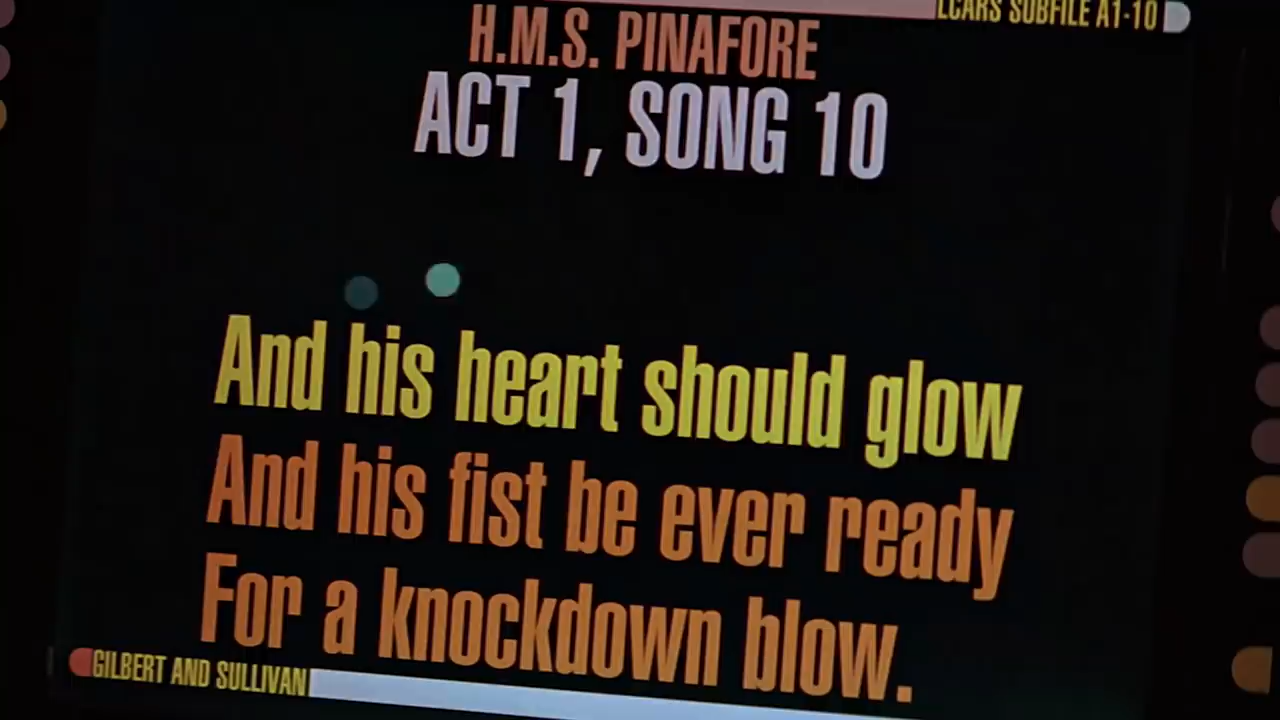 LCARS SUBFILE A1-10
H.M.S. PINAFORE
ACT 1, SONG 10
And his heart should glow
And his fist be ever ready
For a knockdown blow.
GILBERT AND SULLIVAN